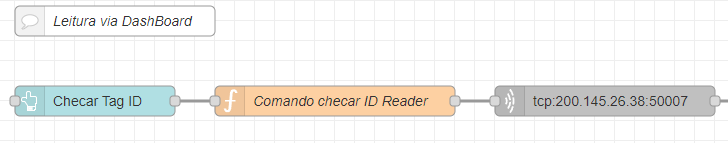 Leitura via DashBoard
Checar Tag ID
Comando checar ID Reader
tcp:200.145.26.38:50007